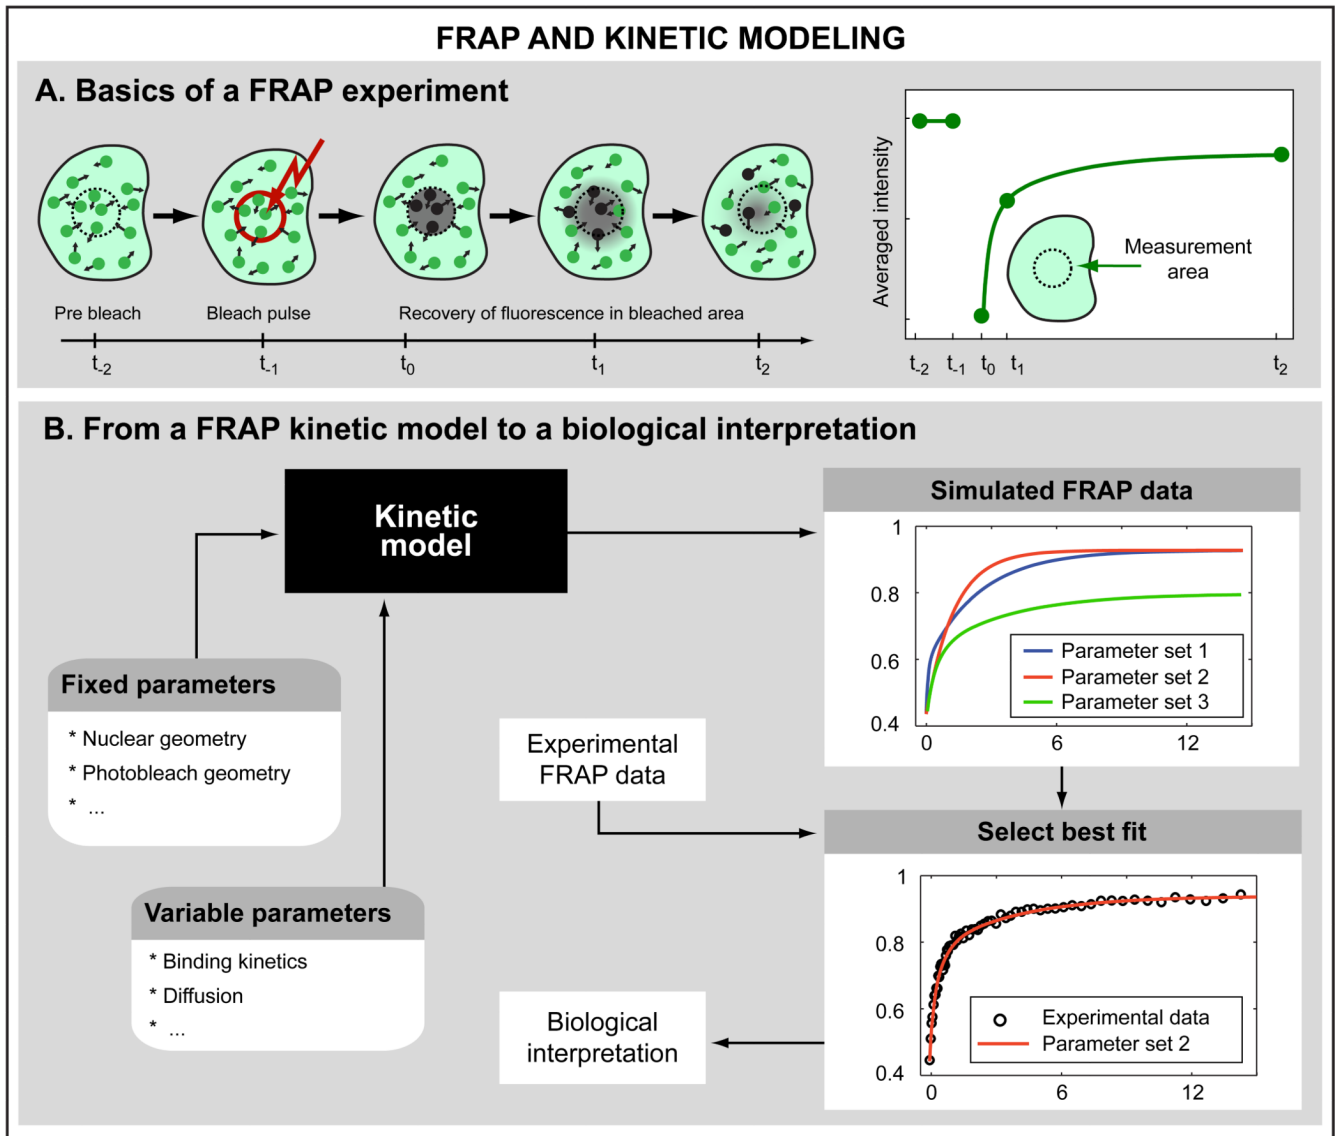 FRAP AND KINETIC MODELING
A. Basics of a FRAP experiment
Pre bleach
Bleach pulse
Recovery of fluorescence in bleached area
t-2
t-1
t0
t1
t2
Averaged intensity
Measurement
area
t-2
t-1
t0
t1
t2
B. From a FRAP kinetic model to a biological interpretation
Kinetic
model
Fixed parameters
* Nuclear geometry
* Photobleach geometry
* ...
Variable parameters
* Binding kinetics
* Diffusion
* ...
Simulated FRAP data
1
0.8
0.6
0.4
0
6
12
Parameter set 1
Parameter set 2
Parameter set 3
Experimental
FRAP data
Select best fit
1
0.8
0.6
0.4
0
6
12
Experimental data
Parameter set 2
Biological
interpretation